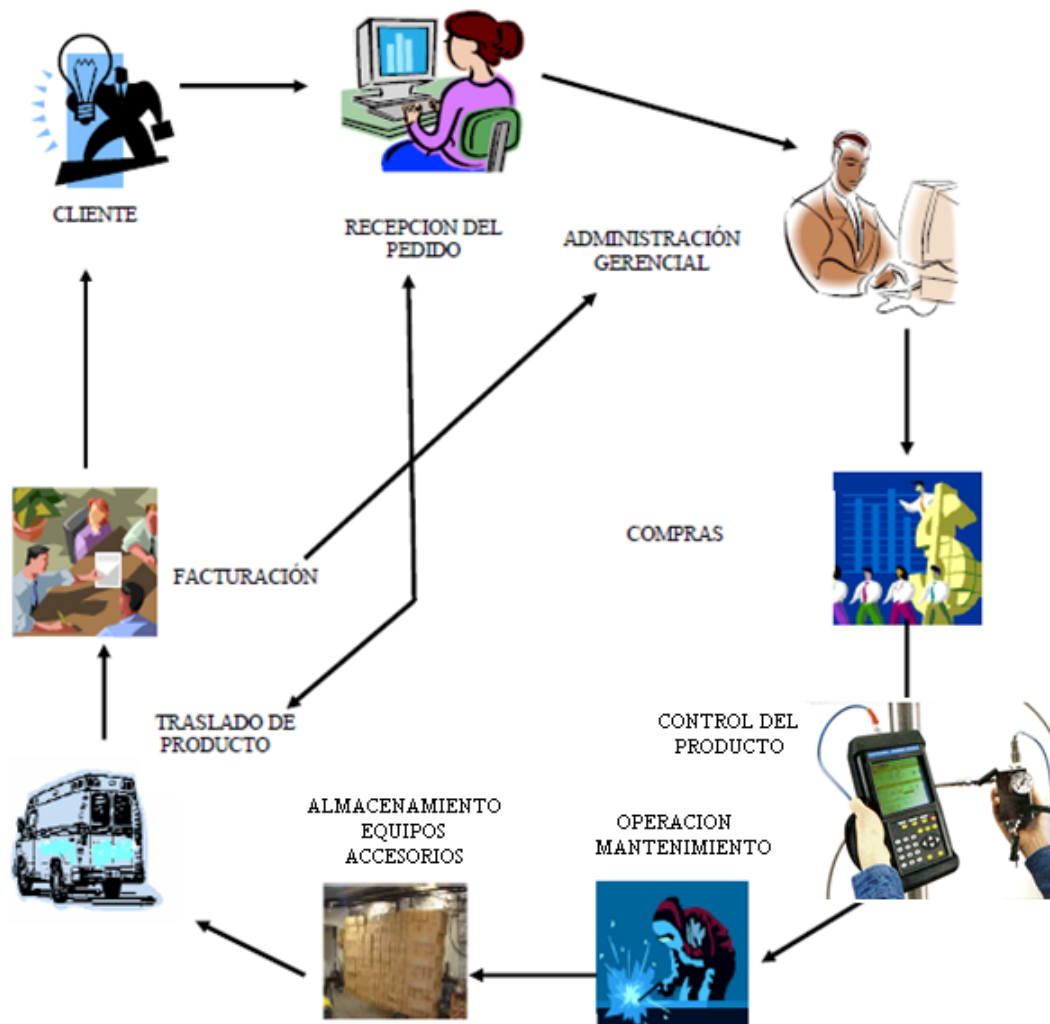 CLIENTE
RECEPCION DEL
PEDIDO
ADMINISTRACIÓN
GERENCIAL
FACTURACIÓN
COMPRAS
TRASLADO DE
PRODUCTO
CONTROL DEL
PRODUCTO
ALMACENAMIENTO
EQUIPOS
ACCESORIOS
OPERACION
MANTENIMIENTO